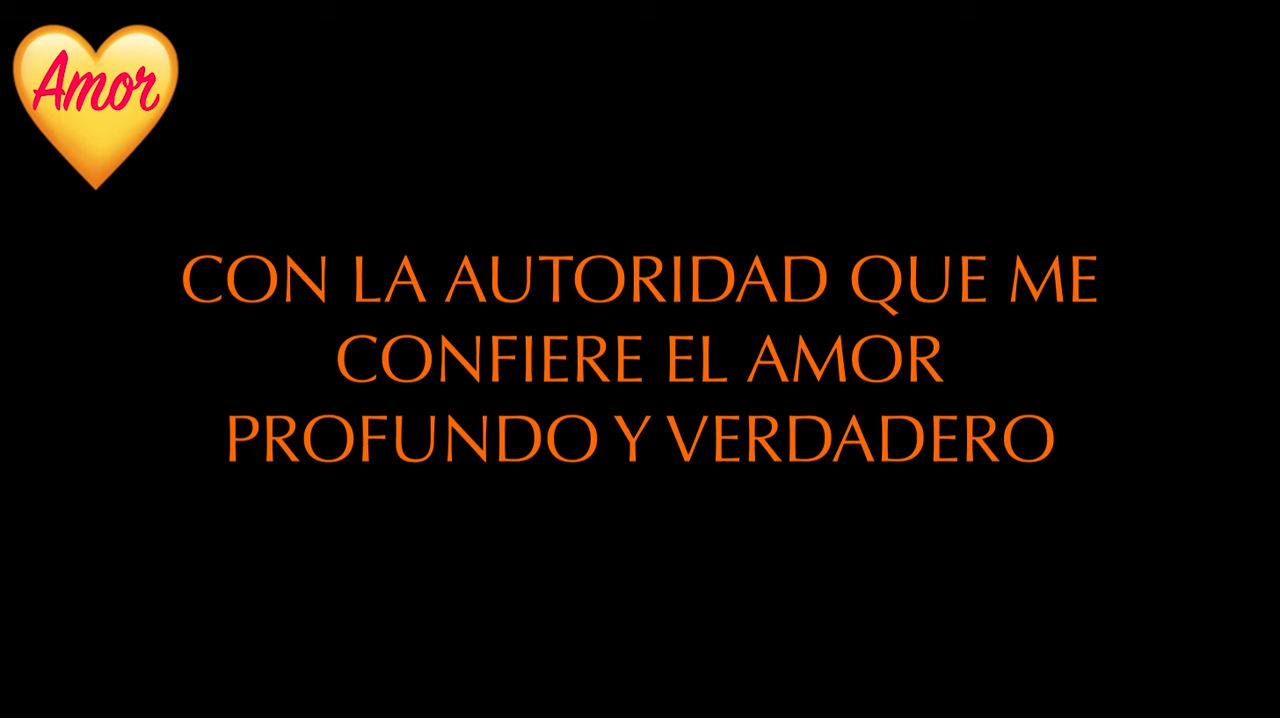 Amor
CON LA AUTORIDAD QUE ME
CONFIERE EL AMOR
PROFUNDO Y VERDADERO